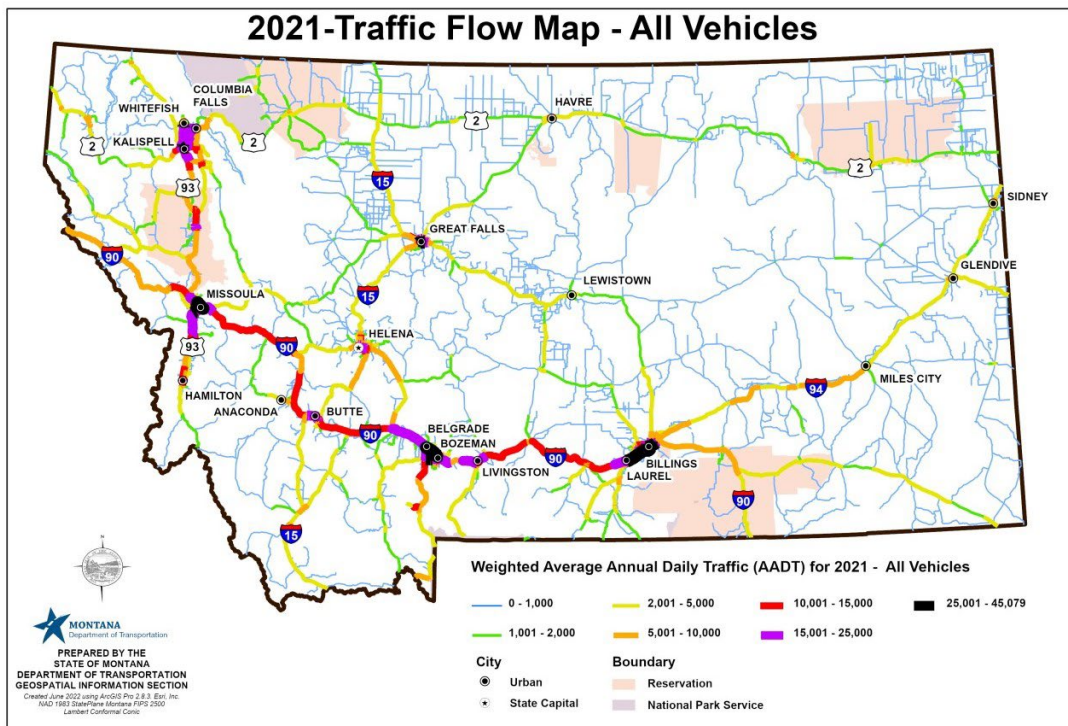 2021-Traffic Flow Map - All Vehicles
COLUMBIA
FALLS
WHITEFISH
HAVRE
2
KALISPELL
2
2
2
93
15
SIDNEY
GREAT FALLS
90
GLENDIVE
LEWISTOWN
15
MISSOULA
HELENA
90
93
MILES CITY
94
HAMILTON
ANACONDA
BUTTE
90
BELGRADE
BOZEMAN
90
LIVINGSTON
BILLINGS
LAUREL
90
15
Weighted Average Annual Daily Traffic (AADT) for 2021 - All Vehicles
0 - 1,000
2,001 - 5,000
10,001 - 15,000
25,001 - 45,079
1,001 - 2,000
5,001 - 10,000
15,001 - 25,000
City
Boundary
Urban
Reservation
State Capital
National Park Service
MONTANA
Department of Transportation
PREPARED BY THE
STATE OF MONTANA
DEPARTMENT OF TRANSPORTATION
GEOSPATIAL INFORMATION SECTION
Created June 2022 using ArcGIS Pro 2.8.3. Esri, Inc.
NAD 1983 StatePlane Montana FIPS 2500
Lambert Conformal Conic